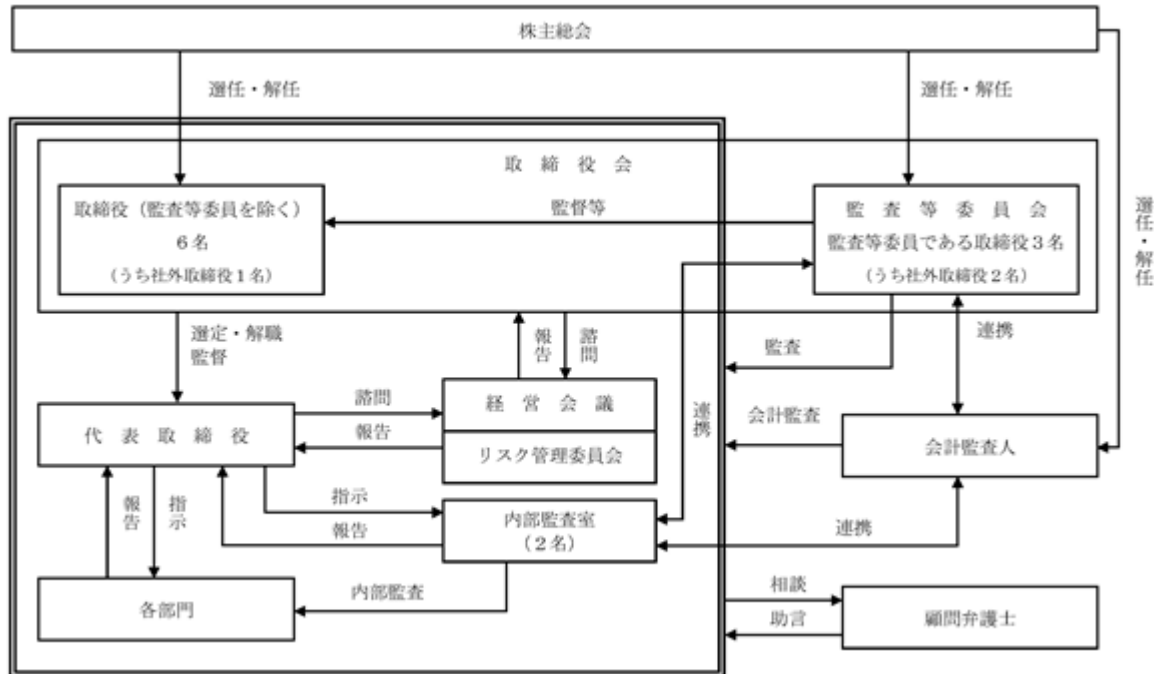 株主総会
選任・解任
選任・解任
選任・解任
取締役会
取締役（監査等委員を除く）
６名
（うち社外取締役１名）
監督等
監査等委員会
監査等委員である取締役３名
（うち社外取締役２名）
選定・解職
監督
報告
諮問
監査
連携
連携
諮問
報告
経営会議
リスク管理委員会
代表取締役
会計監査
会計監査人
報告
指示
指示
報告
内部監査室
（２名）
連携
各部門
内部監査
相談
助言
顧問弁護士